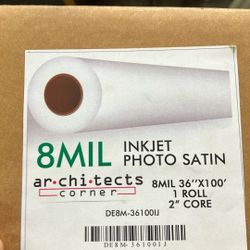 8MIL INKJET PHOTO SATIN
ar·chi·tects corner
8MIL 36"X100'
1 ROLL
2" CORE
DE8M-36100IJ
DE8M-36100IJ